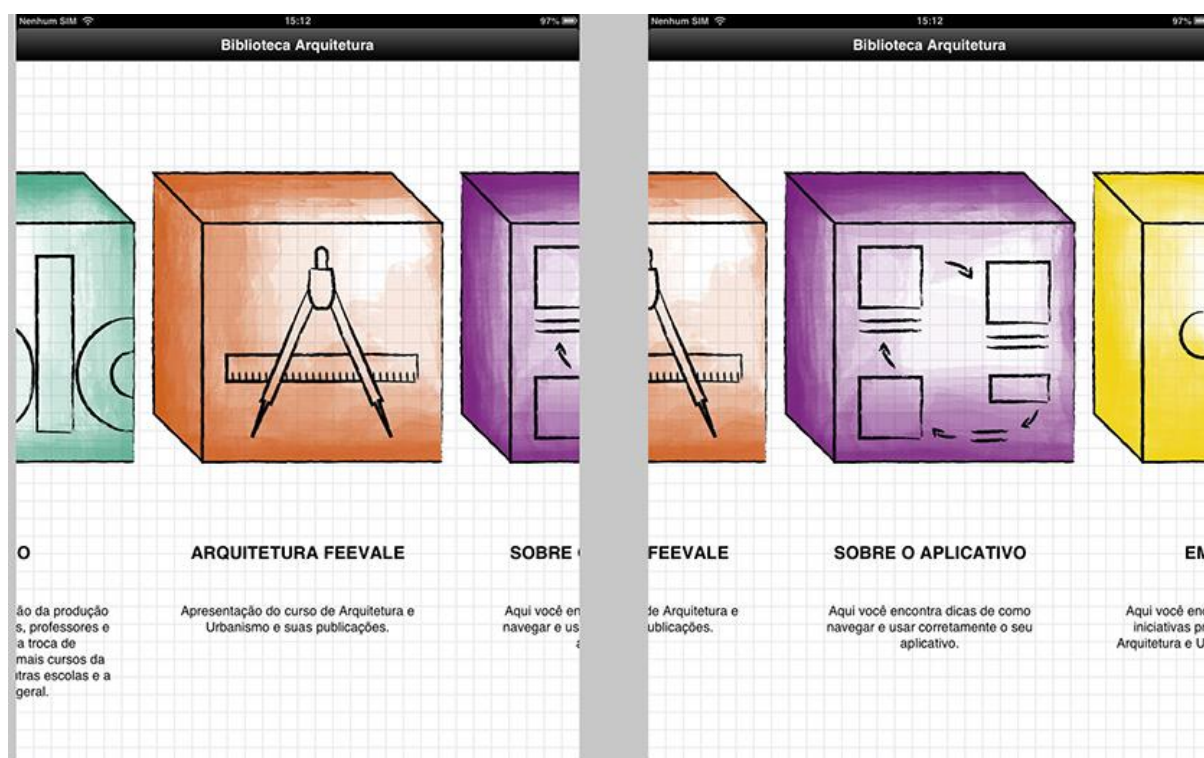 Nenhum SIM 15:12 97%
Biblioteca Arquitetura
O
ARQUITETURA FEEVALE
SOBRE
ão da produção
s, professores e
a troca de
mais cursos da
tras escolas e a
geral.
Apresentação do curso de Arquitetura e
Urbanismo e suas publicações.
Aqui você en
navegar e us
Nenhum SIM 15:12 97%
Biblioteca Arquitetura
FEEVALE
SOBRE O APLICATIVO
EM
de Arquitetura e
ublicações.
Aqui você encontra dicas de como
navegar e usar corretamente o seu
aplicativo.
Aqui você en
iniciativas p
Arquitetura e U